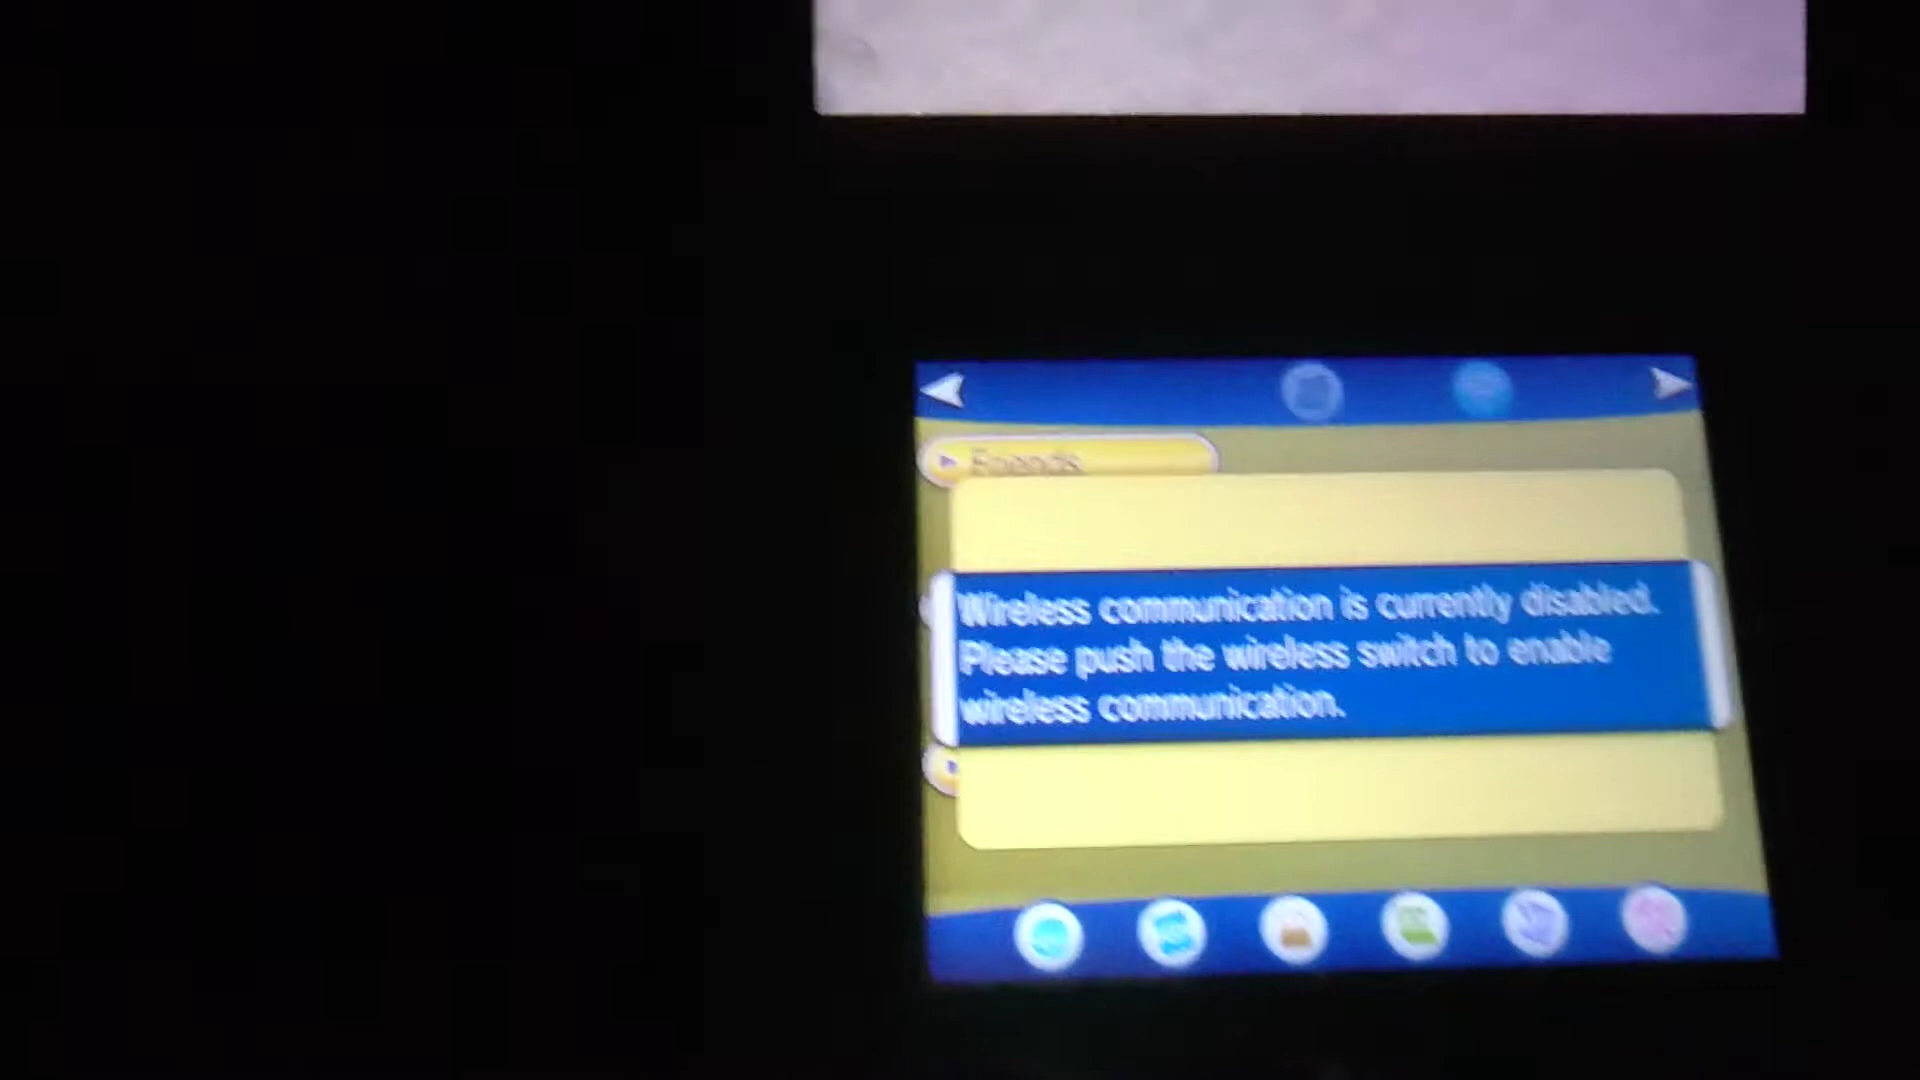 Friends
Wireless communication is currently disabled.
Please push the wireless switch to enable
wireless communication.